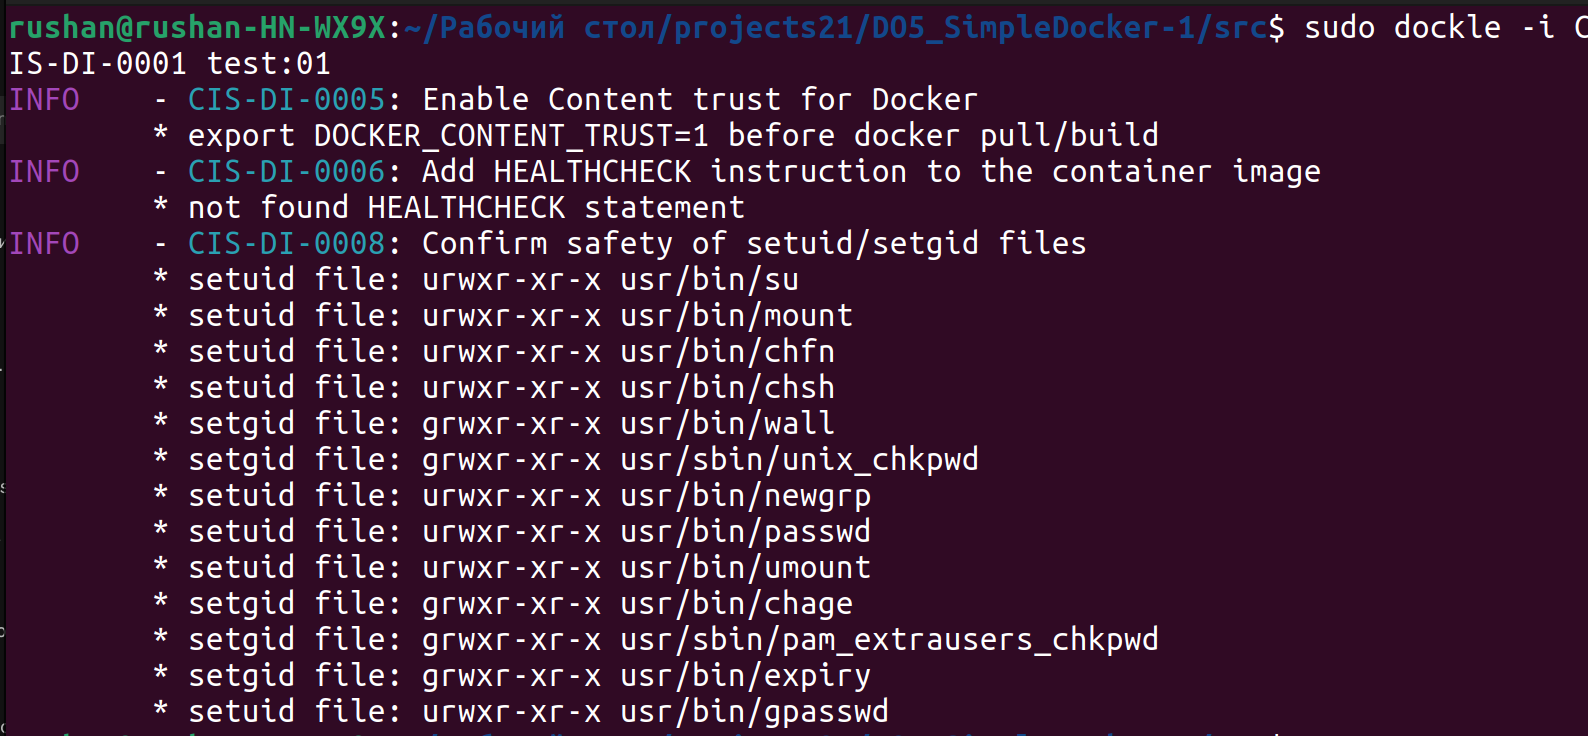 rushan@rushan-HN-WX9X:~/Рабочий стол/projects21/DO5_SimpleDocker-1/src$ sudo dockle -i C
IS-DI-0001 test:01
INFO    - CIS-DI-0005: Enable Content trust for Docker
        * export DOCKER_CONTENT_TRUST=1 before docker pull/build
INFO    - CIS-DI-0006: Add HEALTHCHECK instruction to the container image
        * not found HEALTHCHECK statement
INFO    - CIS-DI-0008: Confirm safety of setuid/setgid files
        * setuid file: urwxr-xr-x usr/bin/su
        * setuid file: urwxr-xr-x usr/bin/mount
        * setuid file: urwxr-xr-x usr/bin/chfn
        * setuid file: urwxr-xr-x usr/bin/chsh
        * setgid file: grwxr-xr-x usr/bin/wall
        * setgid file: grwxr-xr-x usr/sbin/unix_chkpwd
        * setuid file: urwxr-xr-x usr/bin/newgrp
        * setuid file: urwxr-xr-x usr/bin/passwd
        * setuid file: urwxr-xr-x usr/bin/umount
        * setgid file: grwxr-xr-x usr/bin/chage
        * setgid file: grwxr-xr-x usr/sbin/pam_extrausers_chkpwd
        * setgid file: grwxr-xr-x usr/bin/expiry
        * setuid file: urwxr-xr-x usr/bin/gpasswd